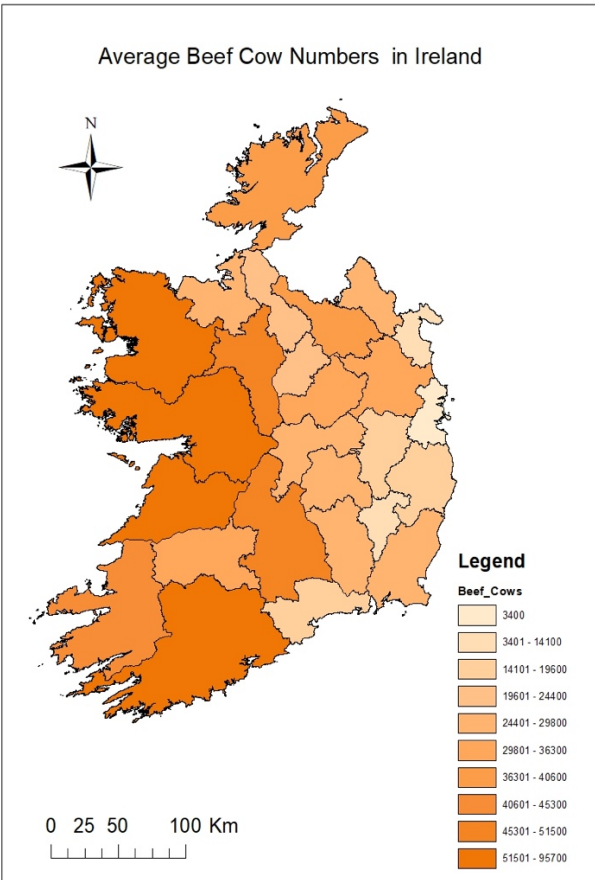 Average Beef Cow Numbers in Ireland
N
Legend
Beef_Cows
3400
3401 - 14100
14101 - 19600
19601 - 24400
24401 - 29800
29801 - 36300
36301 - 40600
40601 - 45300
45301 - 51500
51501 - 95700
0 25 50 100 Km